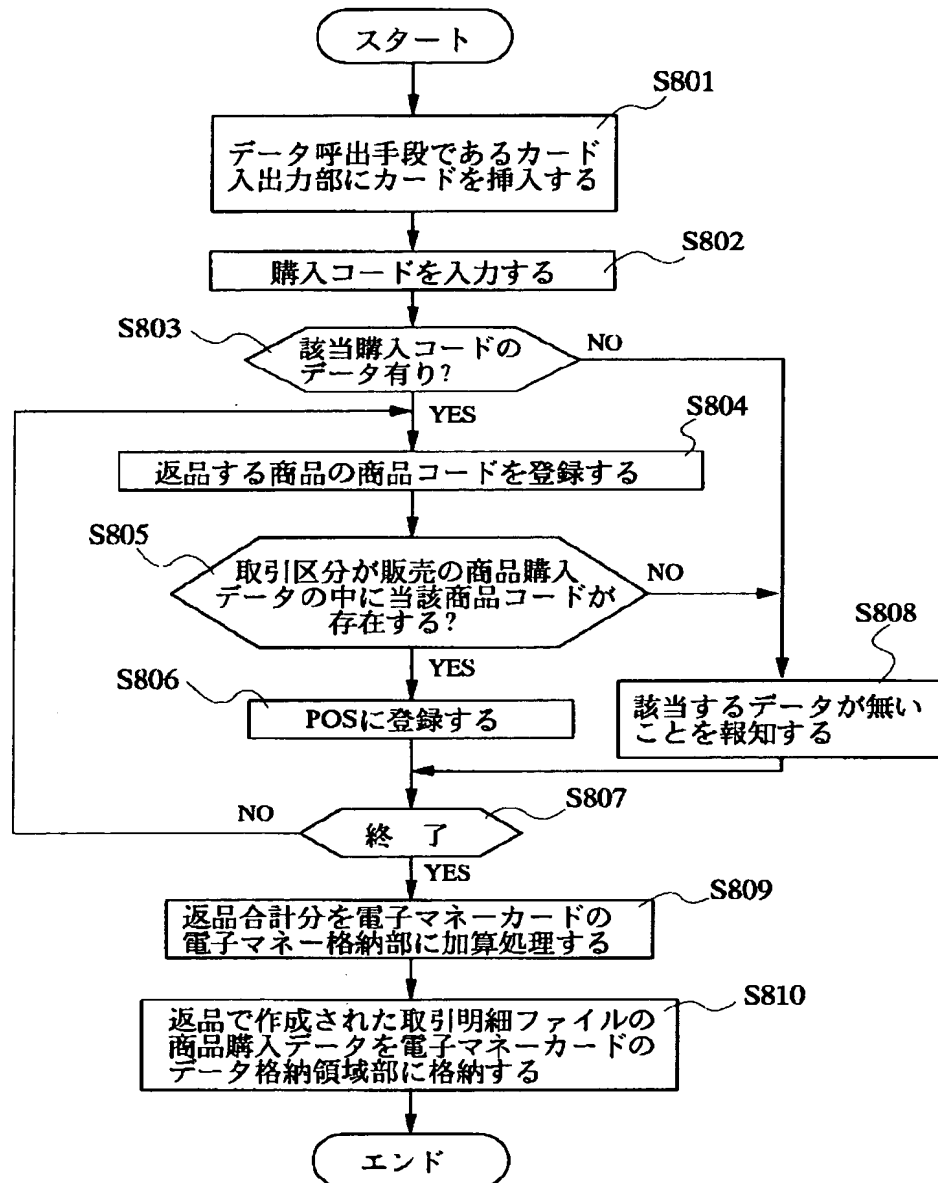 スタート
S801
データ呼出手段であるカード
入出力部にカードを挿入する
S802
購入コードを入力する
S803
該当購入コードの
データ有り?
NO
YES
S804
返品する商品の商品コードを登録する
S805
取引区分が販売の商品購入
データの中に当該商品コードが
存在する?
NO
YES
S808
該当するデータが無い
ことを報知する
S806
POSに登録する
S807
NO
終 了
YES
S809
返品合計分を電子マネーカードの
電子マネー格納部に加算処理する
S810
返品で作成された取引明細ファイルの
商品購入データを電子マネーカードの
データ格納領域部に格納する
エンド